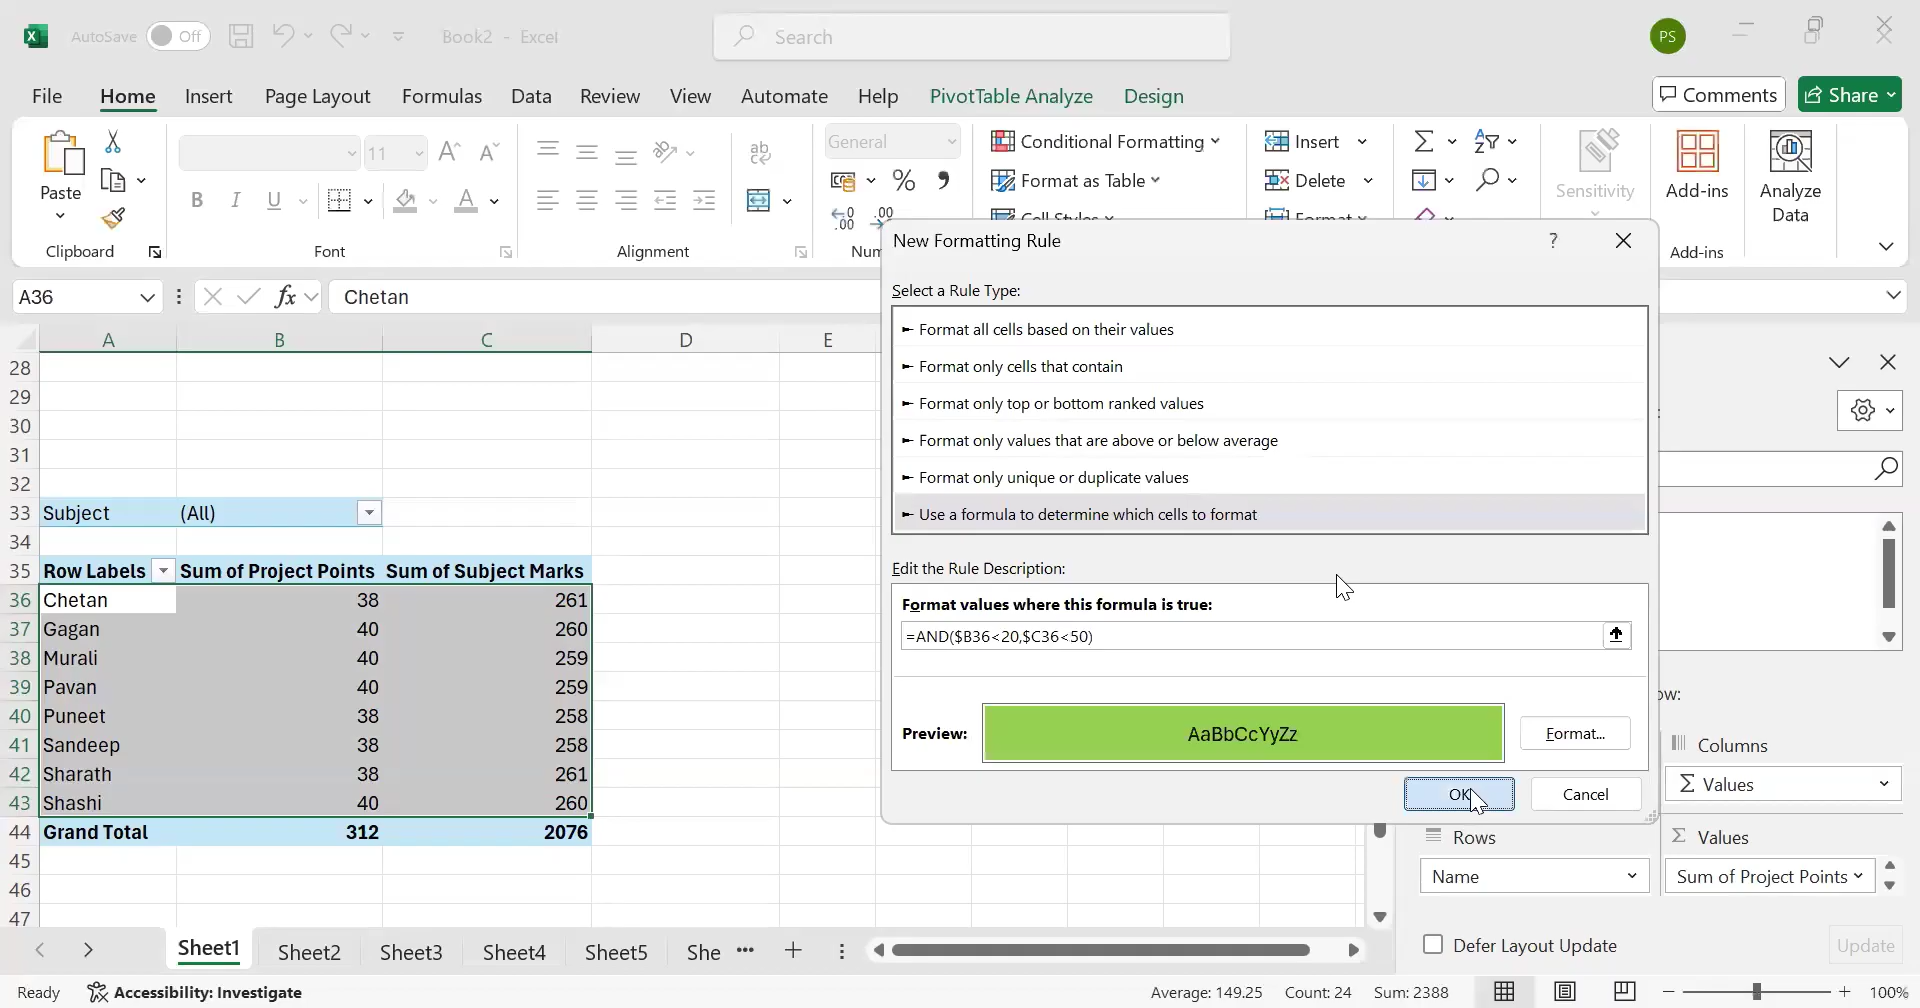 AutoSave Off Book2 - Excel Search PS
File Home Insert Page Layout Formulas Data Review View Automate Help PivotTable Analyze Design Comments Share
Paste
Clipboard
11
B I U
Font
ab
Alignment
General
% 9
.00
Conditional Formatting
Format as Table
Cell Styles
Insert
Delete
Format
Sensitivity
Add-ins
Add-ins
Analyze
Data
A36 fx Chetan
A B C D E
28
29
30
31
32
33 Subject (All)
34
35 Row Labels Sum of Project Points Sum of Subject Marks
36 Chetan 38 261
37 Gagan 40 260
38 Murali 40 259
39 Pavan 40 259
40 Puneet 38 258
41 Sandeep 38 258
42 Sharath 38 261
43 Shashi 40 260
44 Grand Total 312 2076
45
46
47
New Formatting Rule ?
Select a Rule Type:
► Format all cells based on their values
► Format only cells that contain
► Format only top or bottom ranked values
► Format only values that are above or below average
► Format only unique or duplicate values
► Use a formula to determine which cells to format
Edit the Rule Description:
Format values where this formula is true:
=AND($B36<20,$C36<50)
Preview: AaBbCcYyZz Format...
OK Cancel
Columns
Σ Values
Rows
Σ Values
Name
Sum of Project Points
Defer Layout Update Update
Sheet1 Sheet2 Sheet3 Sheet4 Sheet5 She ...
Ready Accessibility: Investigate Average: 149.25 Count: 24 Sum: 2388 100%